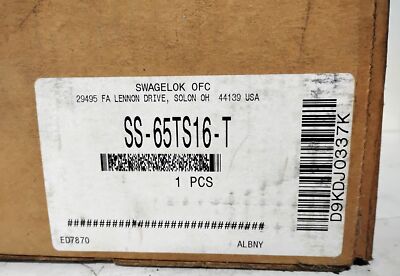 SWAGELOK OFC
29495 FA LENNON DRIVE, SOLON OH 44139 USA
SS-65TS16-T
1 PCS
################################
ED7870 ALBNY
D9KDJ0337K